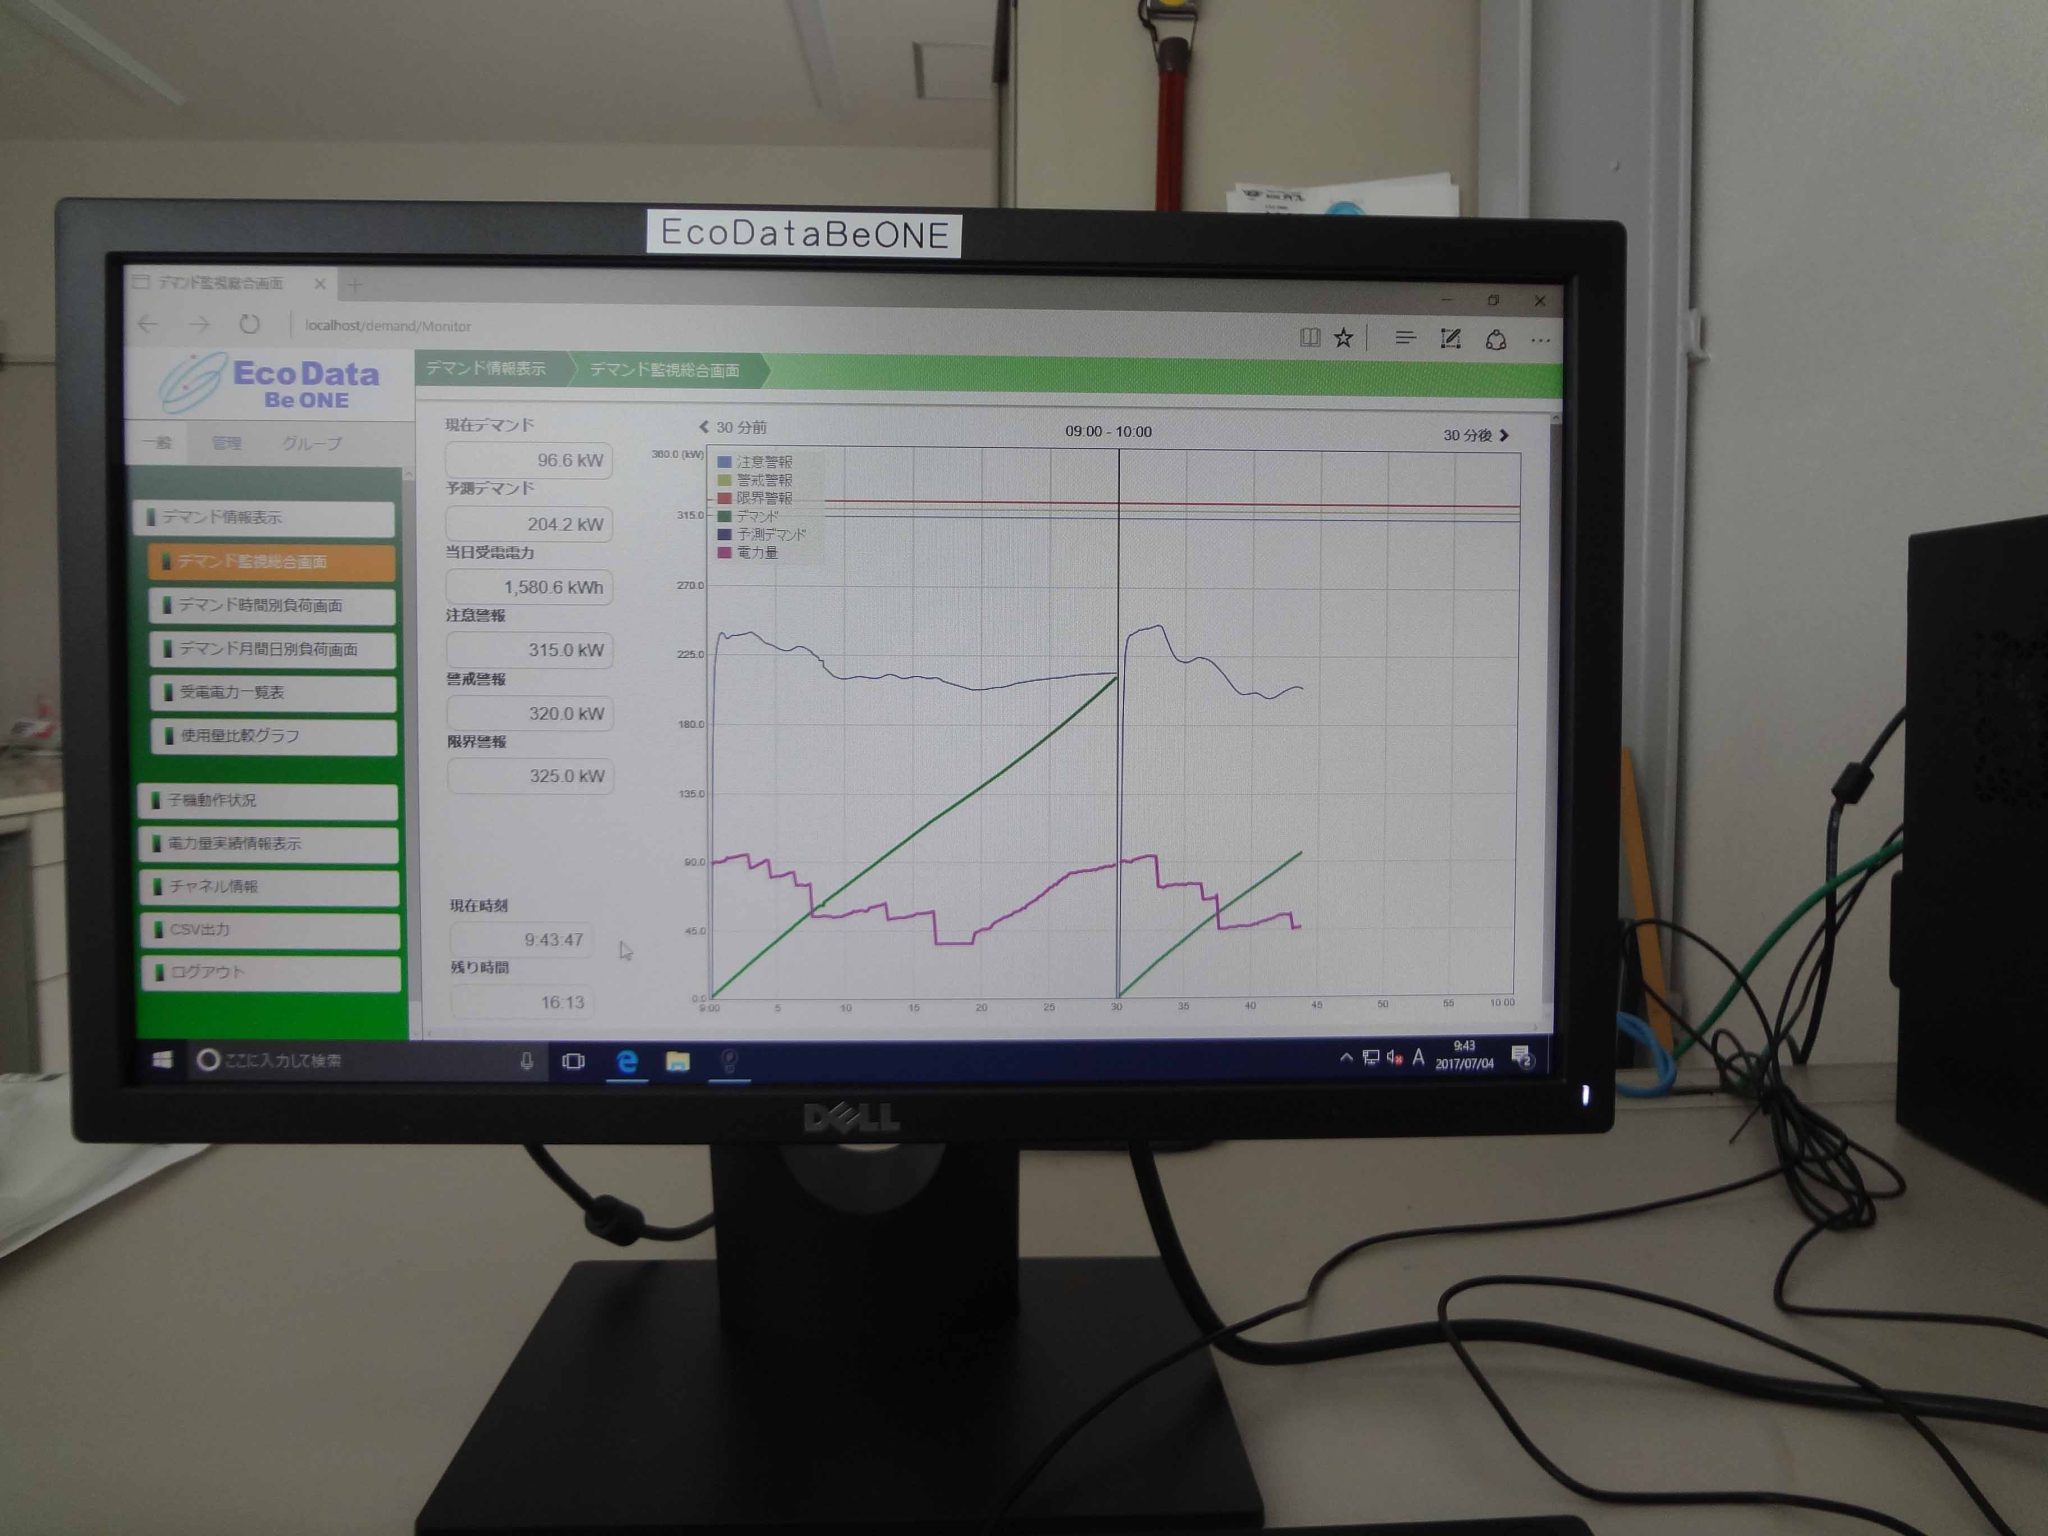 EcoDataBeONE
デマンド監視総合画面
localhost/demand/Monitor
Eco Data
Be ONE
一般 管理 グループ
デマンド情報表示
デマンド監視総合画面
デマンド時間別負荷画面
デマンド月間日別負荷画面
受電電力一覧表
使用量比較グラフ
子機動作状況
電力量実績情報表示
チャネル情報
CSV出力
ログアウト
デマンド情報表示 デマンド監視総合画面
現在デマンド
96.6 kW
予測デマンド
204.2 kW
当日受電電力
1,580.6 kWh
注意警報
315.0 kW
警戒警報
320.0 kW
限界警報
325.0 kW
現在時刻
9:43:47
残り時間
16:13
30 分前 09:00 - 10:00 30 分後
360.0 (kW)
315.0
270.0
225.0
180.0
135.0
90.0
45.0
0.0
注意警報
警戒警報
限界警報
デマンド
予測デマンド
電力量
9:00 5 10 15 20 25 30 35 40 45 50 55 10:00
ここに入力して検索
A
9:43
2017/07/04
2
DELL